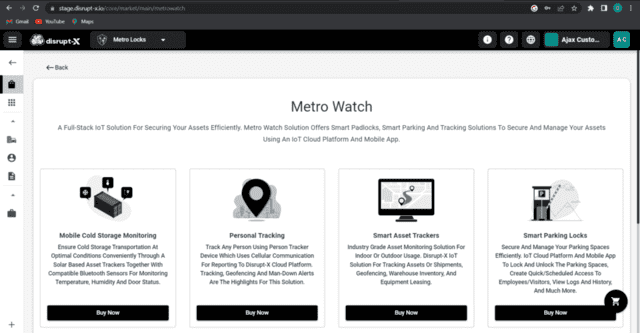 stage.disrupt-x.io/core/market/main/metrowatch
Gmail
YouTube
Maps
disrupt-X
Metro Locks
Ajax Custo...
A C
Back
Metro Watch
A Full-Stack IoT Solution For Securing Your Assets Efficiently. Metro Watch Solution Offers Smart Padlocks, Smart Parking And Tracking Solutions To Secure And Manage Your Assets
Using An IoT Cloud Platform And Mobile App.
Mobile Cold Storage Monitoring
Ensure Cold Storage Transportation At
Optimal Conditions Conveniently Through A
Solar Based Asset Trackers Together With
Compatible Bluetooth Sensors For Monitoring
Temperature, Humidity And Door Status.
Buy Now
Personal Tracking
Track Any Person Using Person Tracker
Device Which Uses Cellular Communication
For Reporting To Disrupt-X Cloud Platform.
Tracking, Geofencing And Man-Down Alerts
Are The Highlights For This Solution.
Buy Now
Smart Asset Trackers
Industry Grade Asset Monitoring Solution For
Indoor Or Outdoor Usage. Disrupt-X IoT
Solution For Tracking Assets Or Shipments,
Geofencing, Warehouse Inventory, And
Equipment Leasing.
Buy Now
Smart Parking Locks
Secure And Manage Your Parking Spaces
Efficiently. IoT Cloud Platform And Mobile App
To Lock And Unlock The Parking Spaces,
Create Quick/Scheduled Access To
Employees/Visitors, View Logs And History,
And Much More.
Buy Now